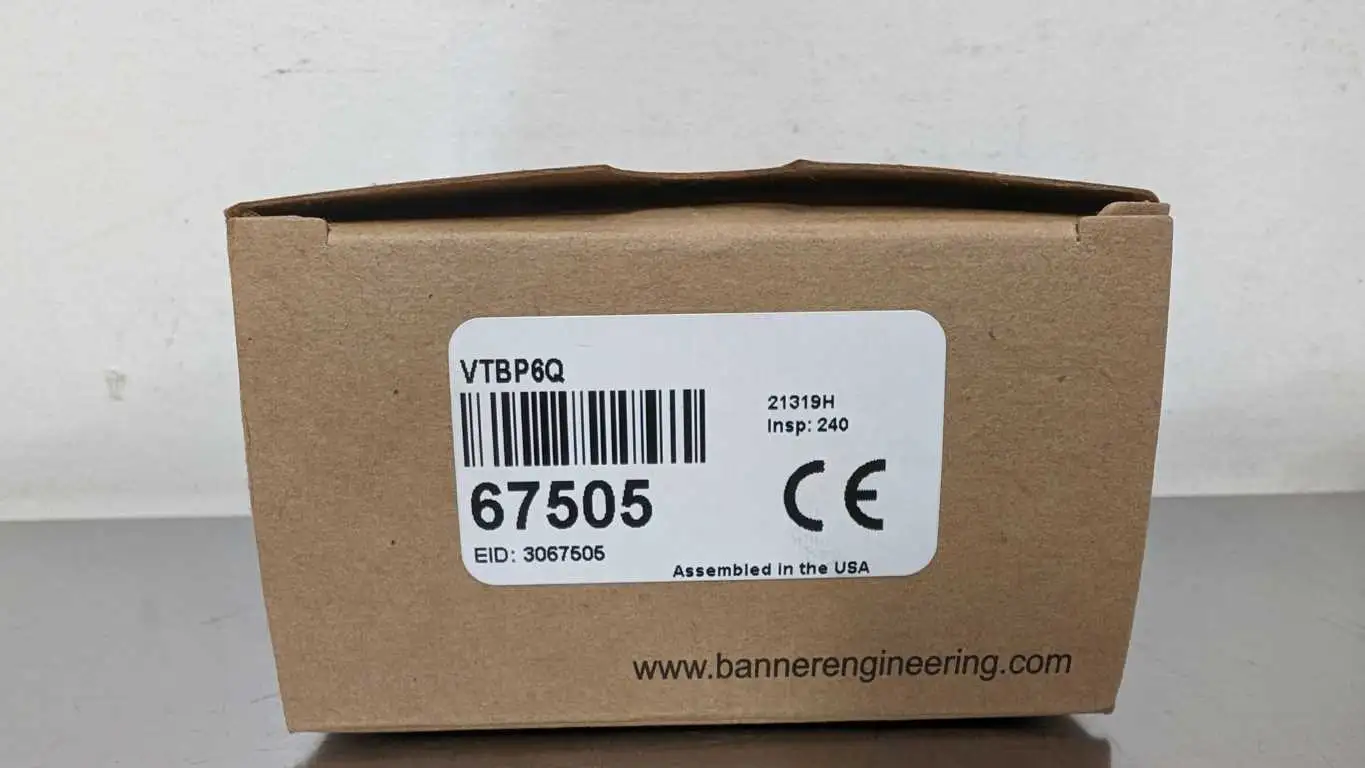 VTBP6Q
21319H
Insp: 240
67505
CE
EID: 3067505
Assembled in the USA
www.bannerengineering.com